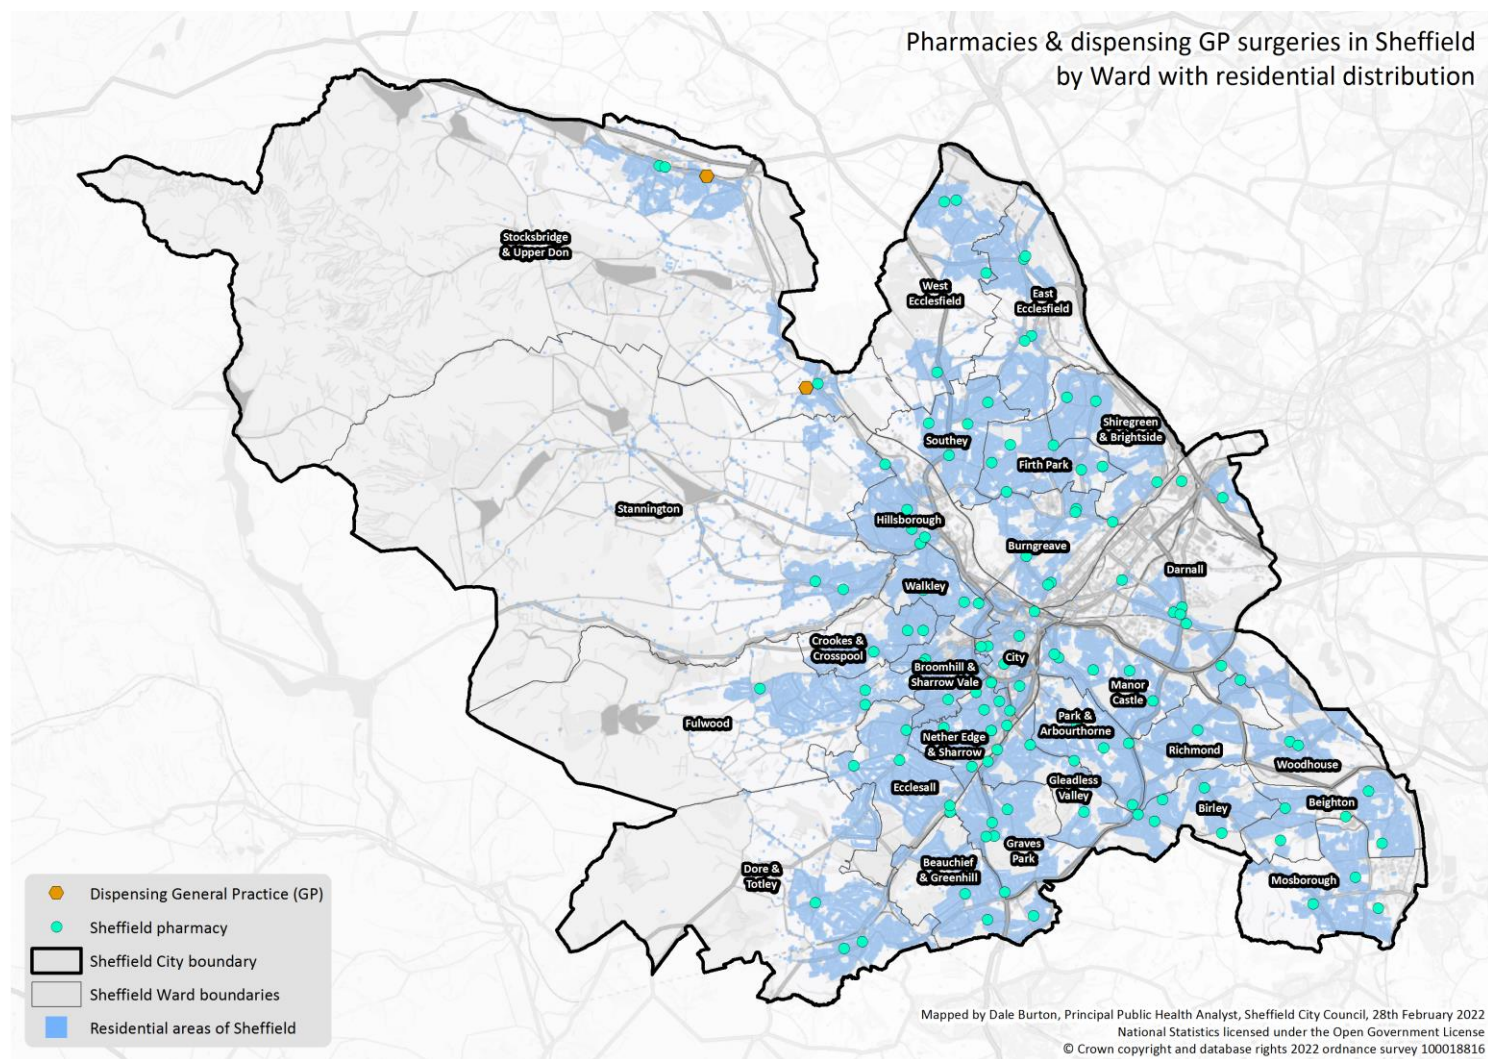 Pharmacies & dispensing GP surgeries in Sheffield
by Ward with residential distribution
Stocksbridge
& Upper Don
West
Ecclesfield
East
Ecclesfield
Shiregreen
& Brightside
Southey
Firth Park
Stannington
Hillsborough
Burngreave
Darnall
Walkley
Crookes &
Crosspool
City
Broomhill &
Sharrow Vale
Manor
Castle
Fulwood
Park &
Arbourthorne
Nether Edge
& Sharrow
Richmond
Woodhouse
Ecclesall
Gleadless
Valley
Birley
Beighton
Graves
Park
Beauchief
& Greenhill
Dore &
Totley
Mosborough
Dispensing General Practice (GP)
Sheffield pharmacy
Sheffield City boundary
Sheffield Ward boundaries
Residential areas of Sheffield
Mapped by Dale Burton, Principal Public Health Analyst, Sheffield City Council, 28th February 2022
National Statistics licensed under the Open Government License
© Crown copyright and database rights 2022 ordnance survey 100018816